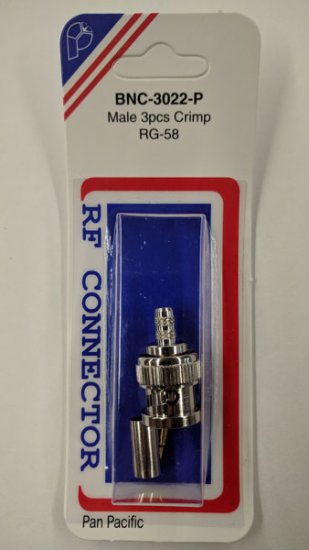 BNC-3022-P
Male 3pcs Crimp
RG-58
RF CONNECTOR
Pan Pacific